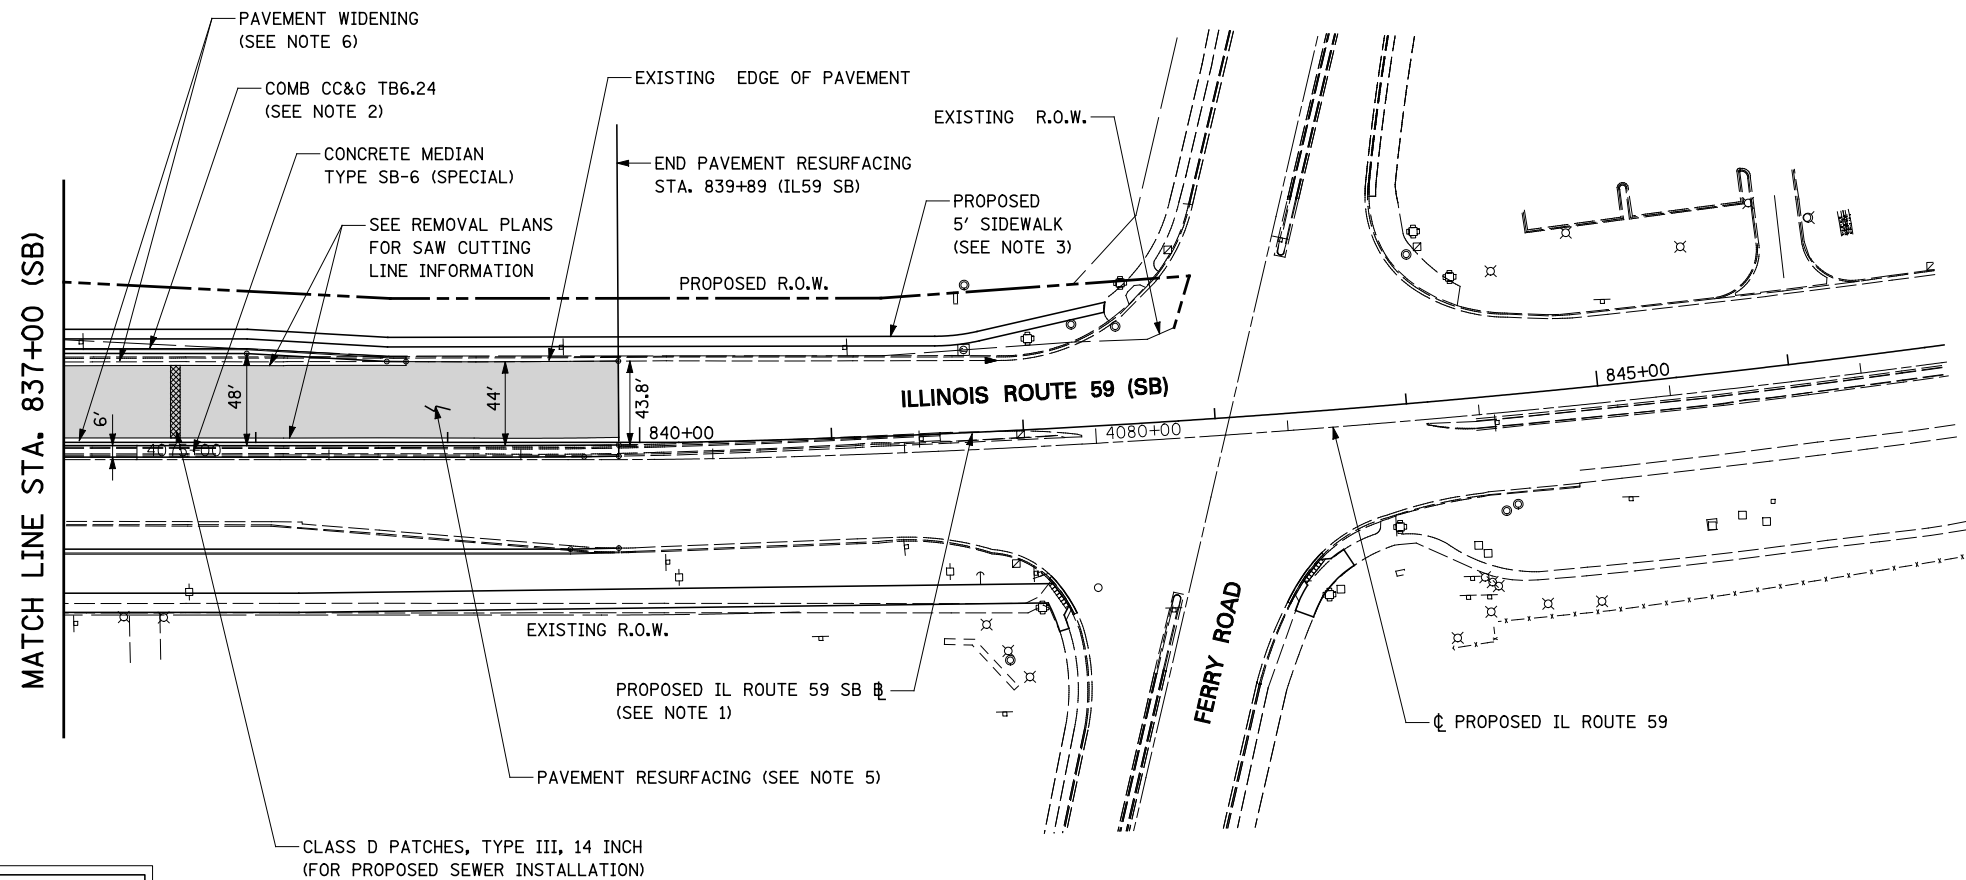 PAVEMENT WIDENING
(SEE NOTE 6)
COMB CC&G TB6.24
(SEE NOTE 2)
CONCRETE MEDIAN
TYPE SB-6 (SPECIAL)
SEE REMOVAL PLANS
FOR SAW CUTTING
LINE INFORMATION
EXISTING EDGE OF PAVEMENT
END PAVEMENT RESURFACING
STA. 839+89 (IL59 SB)
EXISTING R.O.W.
PROPOSED
5' SIDEWALK
(SEE NOTE 3)
PROPOSED R.O.W.
MATCH LINE STA. 837+00 (SB)
6'
48'
44'
43.8'
ILLINOIS ROUTE 59 (SB)
840+00
845+00
4080+00
4075+00
EXISTING R.O.W.
PROPOSED IL ROUTE 59 SB B̲L
(SEE NOTE 1)
FERRY ROAD
℄ PROPOSED IL ROUTE 59
PAVEMENT RESURFACING (SEE NOTE 5)
CLASS D PATCHES, TYPE III, 14 INCH
(FOR PROPOSED SEWER INSTALLATION)